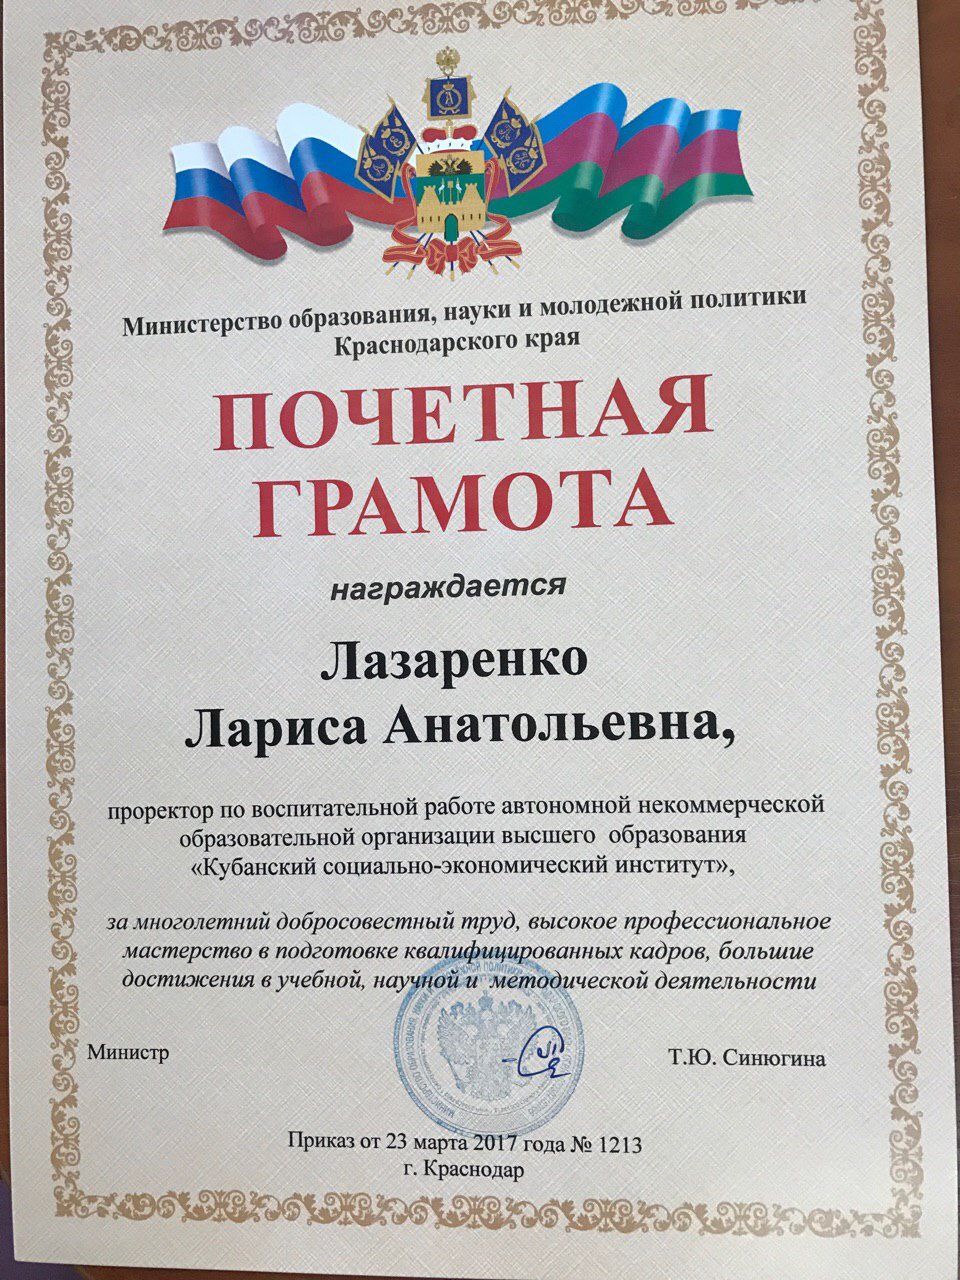 Министерство образования, науки и молодежной политики
Краснодарского края
ПОЧЕТНАЯ
ГРАМОТА
награждается
Лазаренко
Лариса Анатольевна,
проректор по воспитательной работе автономной некоммерческой
образовательной организации высшего образования
«Кубанский социально-экономический институт»,
за многолетний добросовестный труд, высокое профессиональное
мастерство в подготовке квалифицированных кадров, большие
достижения в учебной, научной и методической деятельности
Министр
Т.Ю. Синюгина
Приказ от 23 марта 2017 года № 1213
г. Краснодар